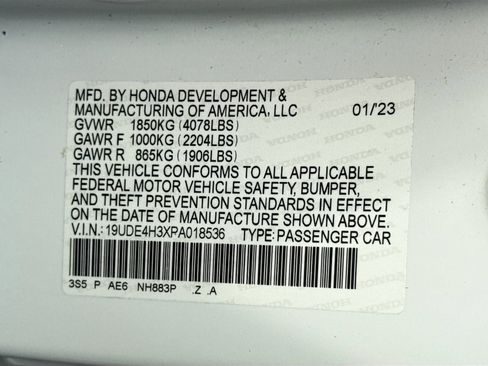 MFD. BY HONDA DEVELOPMENT &
MANUFACTURING OF AMERICA, LLC 01/'23
GVWR 1850KG (4078LBS)
GAWR F 1000KG (2204LBS)
GAWR R 865KG (1906LBS)
THIS VEHICLE CONFORMS TO ALL APPLICABLE
FEDERAL MOTOR VEHICLE SAFETY, BUMPER,
AND THEFT PREVENTION STANDARDS IN EFFECT
ON THE DATE OF MANUFACTURE SHOWN ABOVE.
V.I.N.: 19UDE4H3XPA018536 TYPE: PASSENGER CAR
3S5 P AE6 NH883P .Z .A